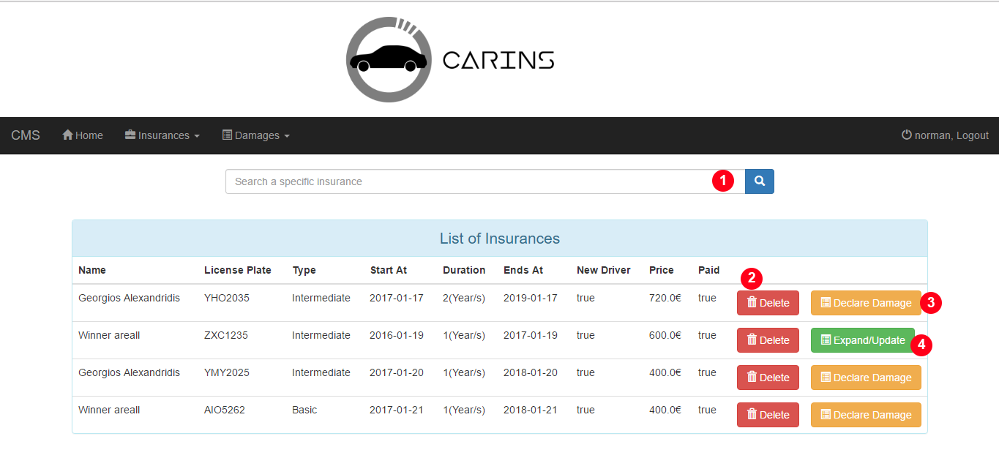 CARINS
CMS Home Insurances Damages norman, Logout
Search a specific insurance 1
List of Insurances
Name License Plate Type Start At Duration Ends At New Driver Price Paid
2
Georgios Alexandridis YHO2035 Intermediate 2017-01-17 2(Year/s) 2019-01-17 true 720.0€ true Delete Declare Damage 3
Winner areall ZXC1235 Intermediate 2016-01-19 1(Year/s) 2017-01-19 true 600.0€ true Delete Expand/Update 4
Georgios Alexandridis YMY2025 Intermediate 2017-01-20 1(Year/s) 2018-01-20 true 400.0€ true Delete Declare Damage
Winner areall AIO5262 Basic 2017-01-21 1(Year/s) 2018-01-21 true 400.0€ true Delete Declare Damage